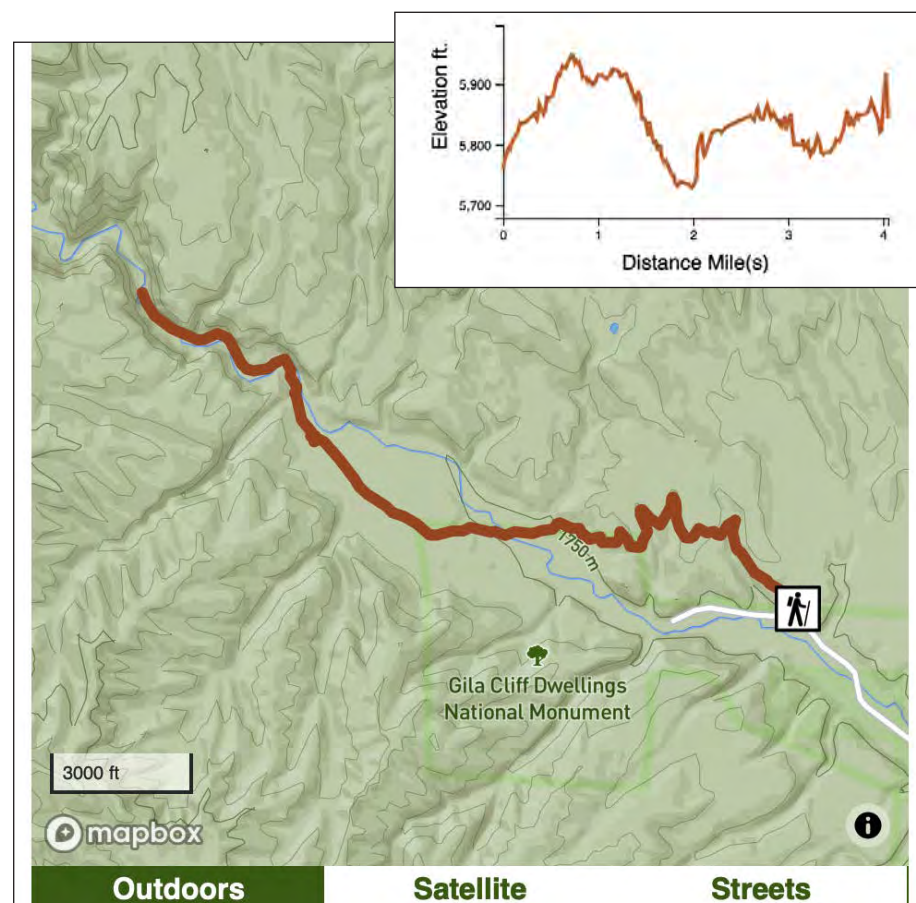 Elevation ft.
5,900
5,800
5,700
0
1
2
3
4
Distance Mile(s)
1750 m
Gila Cliff Dwellings
National Monument
3000 ft
mapbox
i
Outdoors
Satellite
Streets